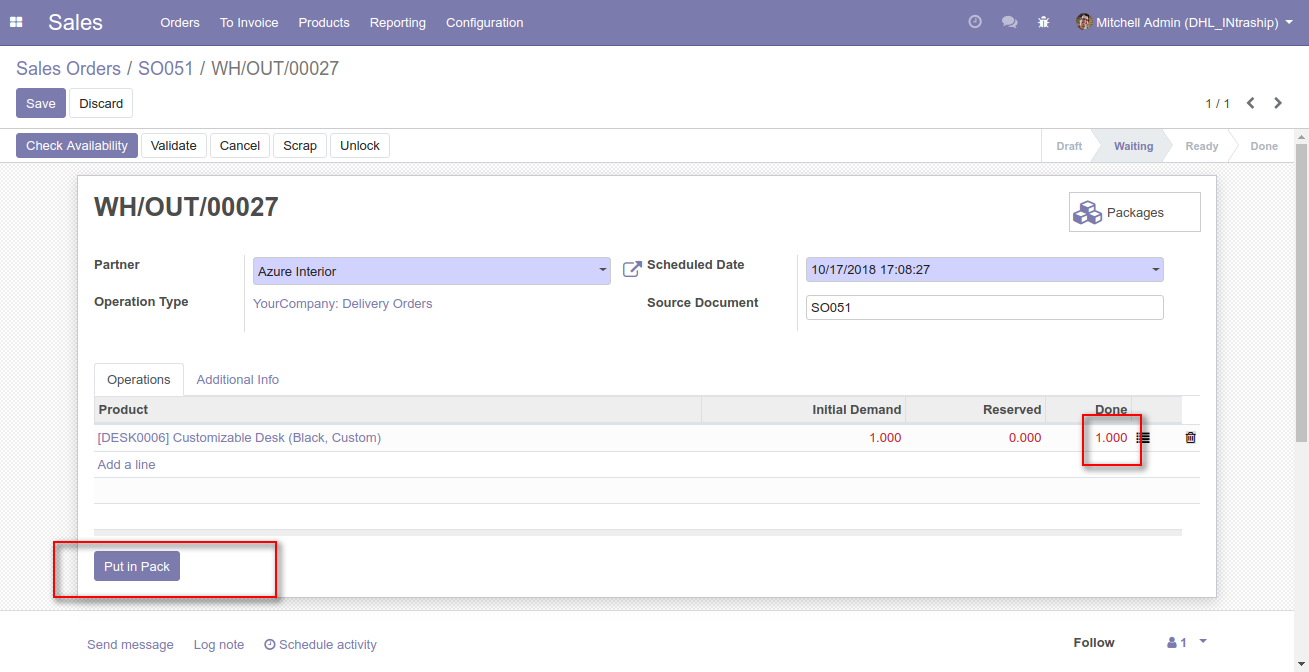 Sales Orders To Invoice Products Reporting Configuration Mitchell Admin (DHL_INtraship)
Sales Orders / SO051 / WH/OUT/00027
Save Discard 1 / 1
Check Availability Validate Cancel Scrap Unlock Draft Waiting Ready Done
WH/OUT/00027 Packages
Partner Azure Interior Scheduled Date 10/17/2018 17:08:27
Operation Type YourCompany: Delivery Orders Source Document SO051
Operations Additional Info
Product Initial Demand Reserved Done
[DESK0006] Customizable Desk (Black, Custom) 1.000 0.000 1.000
Add a line
Put in Pack
Send message Log note Schedule activity Follow 1